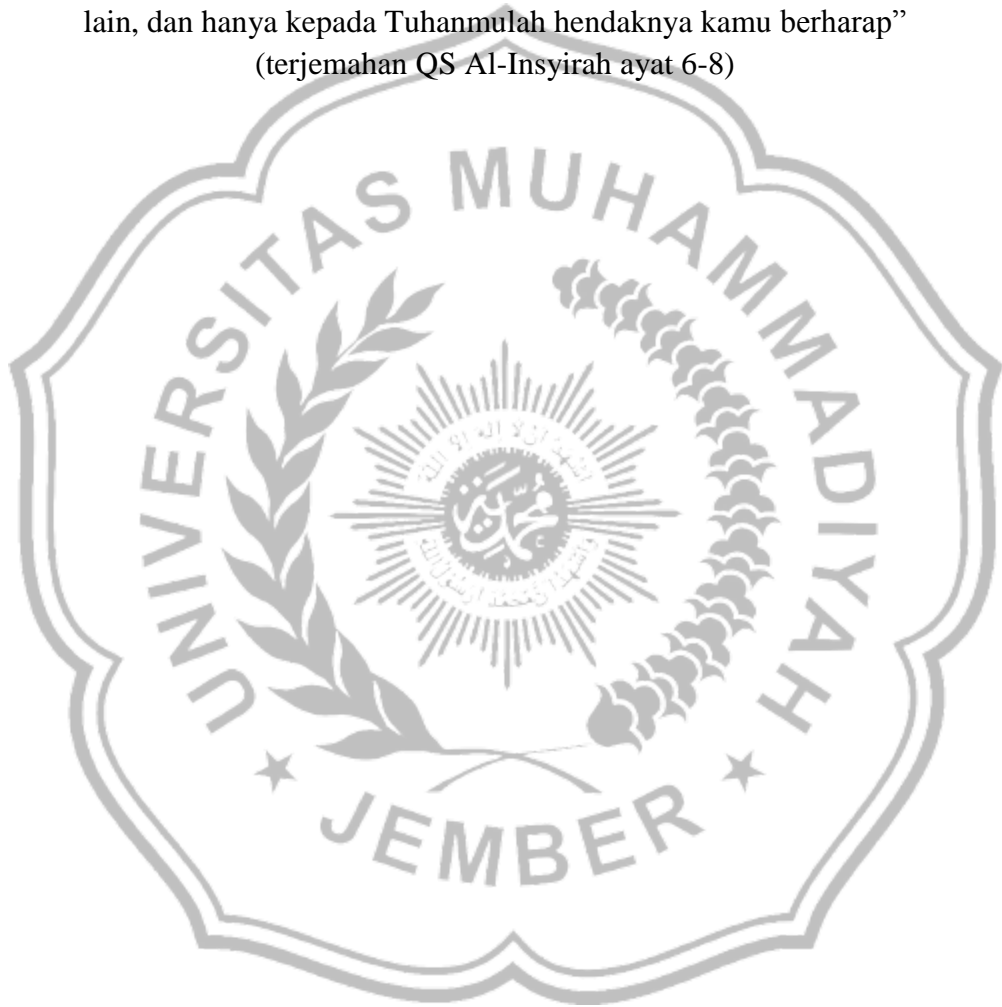 lain, dan hanya kepada Tuhanmulah hendaknya kamu berharap”
(terjemahan QS Al-Insyirah ayat 6-8)
UNIVERSITAS MUHAMMADIYAH
JEMBER